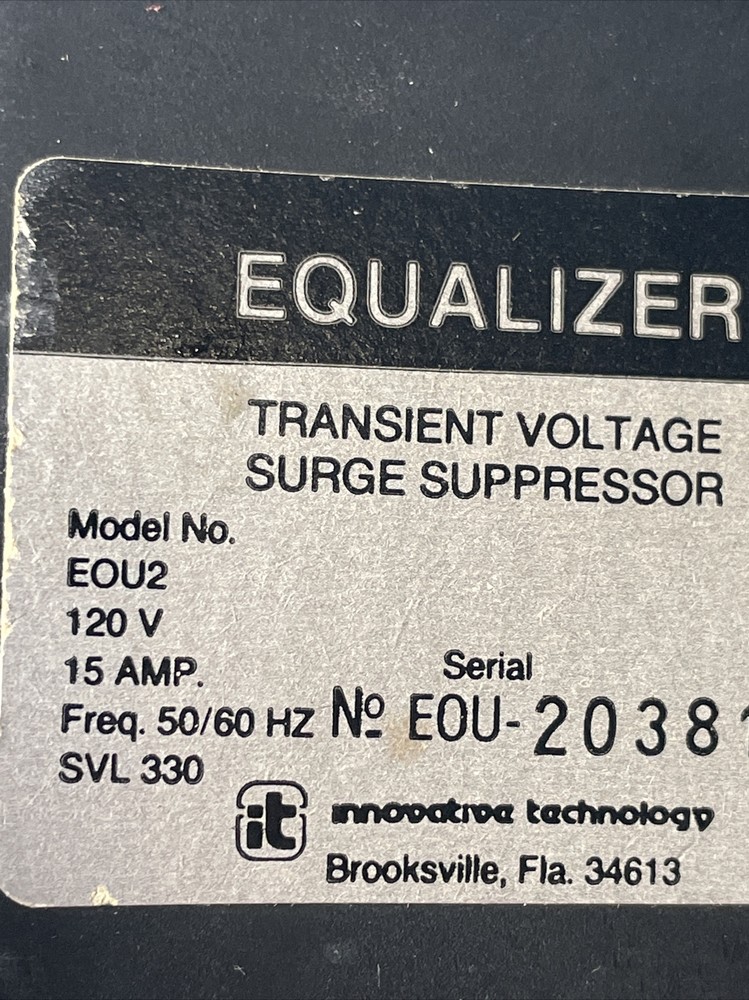 EQUALIZER
TRANSIENT VOLTAGE
SURGE SUPPRESSOR
Model No.
EOU2
120 V
15 AMP.
Serial
Freq. 50/60 HZ № EOU-2038
SVL 330
it innovative technology
Brooksville, Fla. 34613